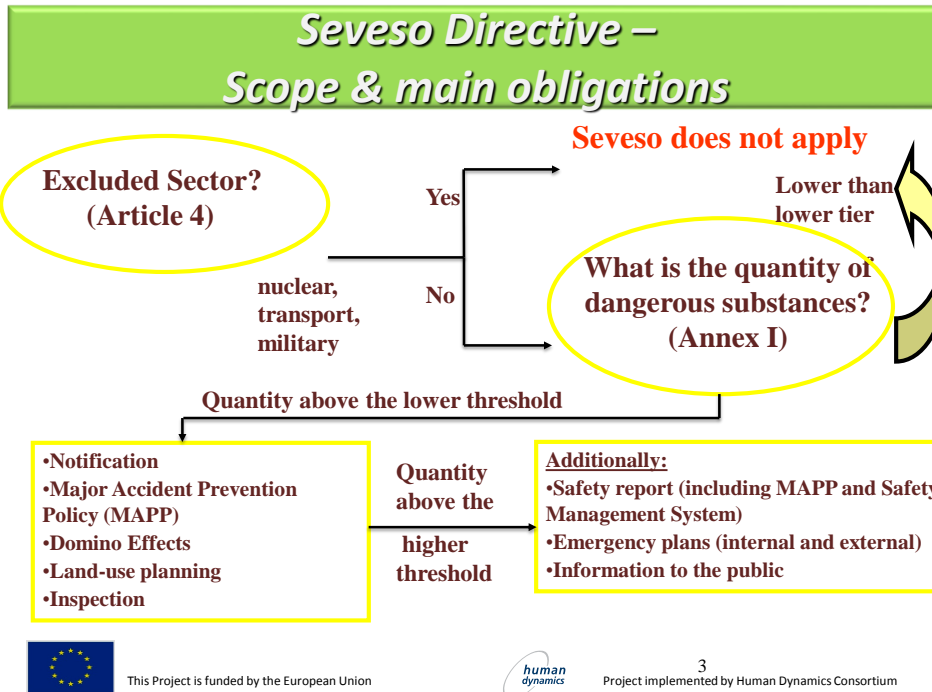 Seveso Directive –
Scope & main obligations
Seveso does not apply
Excluded Sector?
(Article 4)
Yes
Lower than
lower tier
No
nuclear,
transport,
military
What is the quantity of
dangerous substances?
(Annex I)
Quantity above the lower threshold
•Notification
•Major Accident Prevention
Policy (MAPP)
•Domino Effects
•Land-use planning
•Inspection
Quantity
above the
higher
threshold
Additionally:
•Safety report (including MAPP and Safety
Management System)
•Emergency plans (internal and external)
•Information to the public
This Project is funded by the European Union
human
dynamics
3
Project implemented by Human Dynamics Consortium